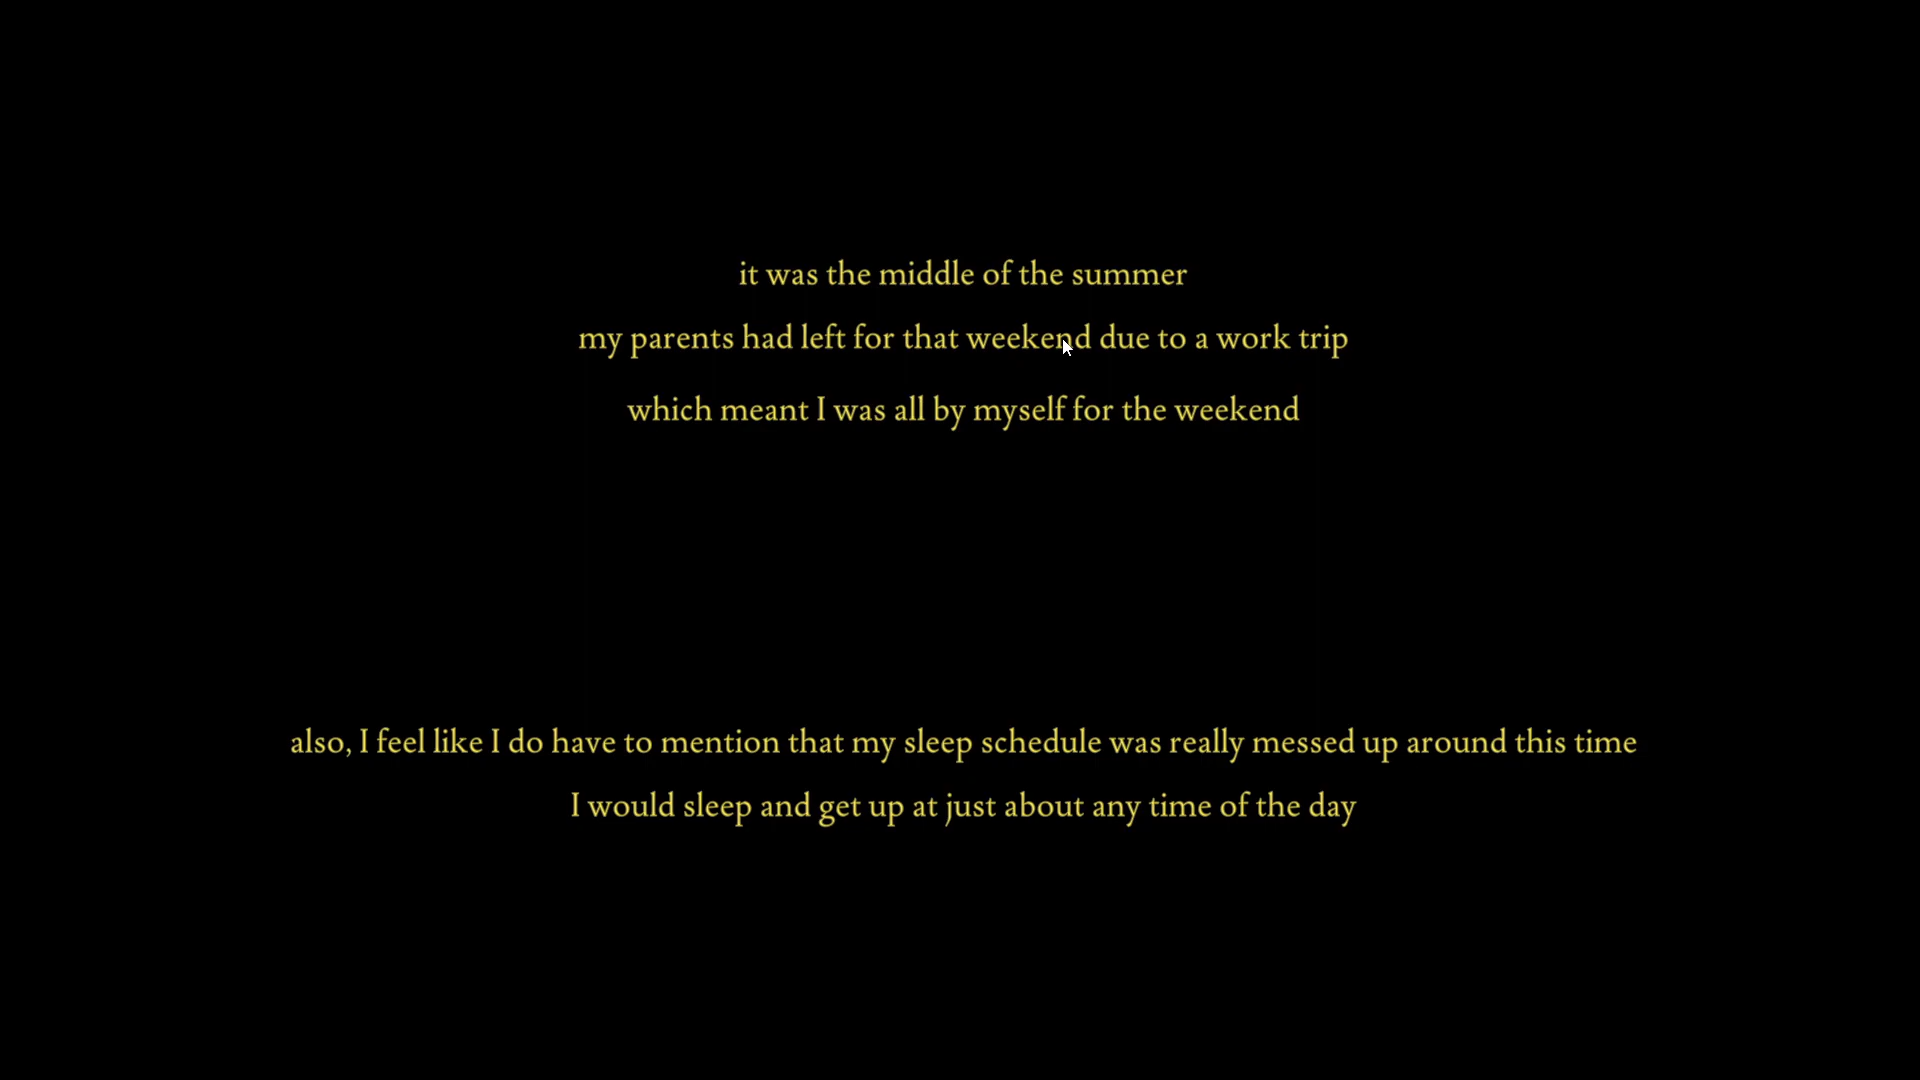 it was the middle of the summer
my parents had left for that weekend due to a work trip
which meant I was all by myself for the weekend
also, I feel like I do have to mention that my sleep schedule was really messed up around this time
I would sleep and get up at just about any time of the day